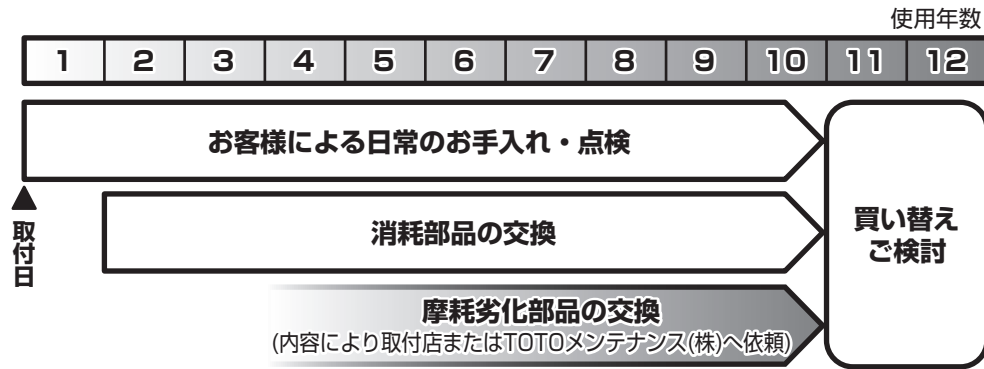 使用年数
1 2 3 4 5 6 7 8 9 10 11 12
お客様による日常のお手入れ・点検
取付日
消耗部品の交換
買い替え
ご検討
摩耗劣化部品の交換
(内容により取付店またはTOTOメンテナンス(株)へ依頼)